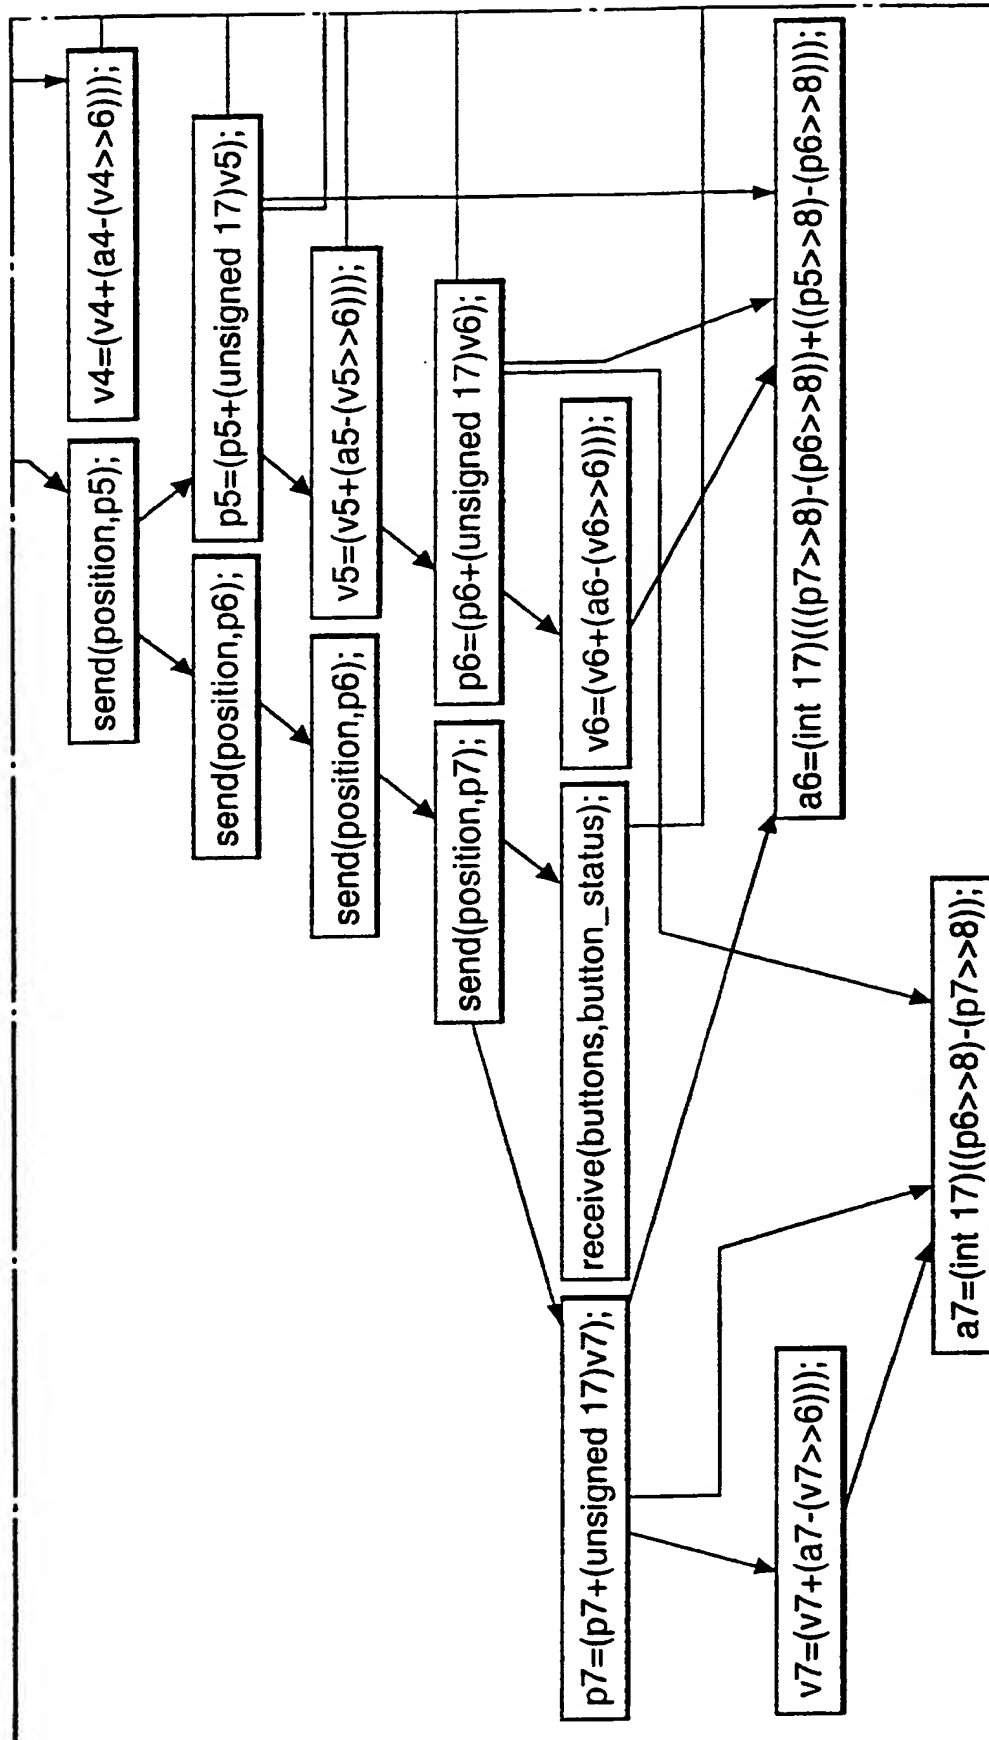 v4=(v4+(a4-(v4>>6)));
send(position,p5);
p5=(p5+(unsigned 17)v5);
send(position,p6);
v5=(v5+(a5-(v5>>6)));
send(position,p6);
p6=(p6+(unsigned 17)v6);
send(position,p7);
v6=(v6+(a6-(v6>>6)));
receive(buttons,button_status);
p7=(p7+(unsigned 17)v7);
a6=(int 17)(((p7>>8)-(p6>>8))+((p5>>8)-(p6>>8)));
v7=(v7+(a7-(v7>>6)));
a7=(int 17)((p6>>8)-(p7>>8));